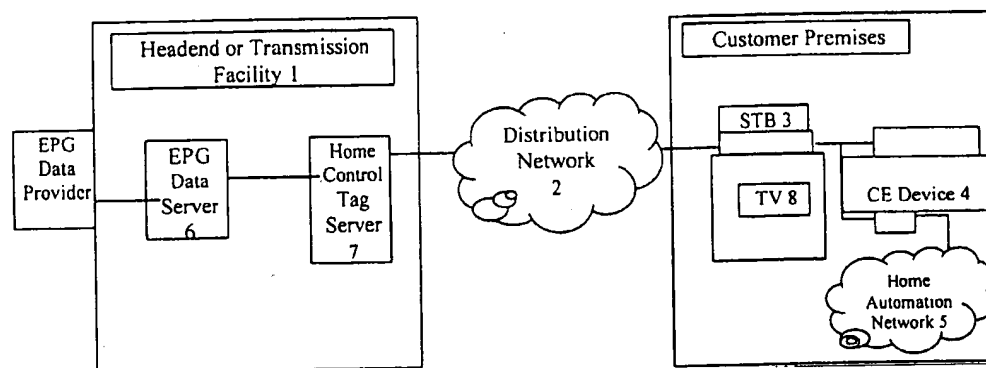 Headend or Transmission
Facility 1
Customer Premises
EPG
Data
Provider
EPG
Data
Server
6
Home
Control
Tag
Server
7
Distribution
Network
2
STB 3
TV 8
CE Device 4
Home
Automation
Network 5